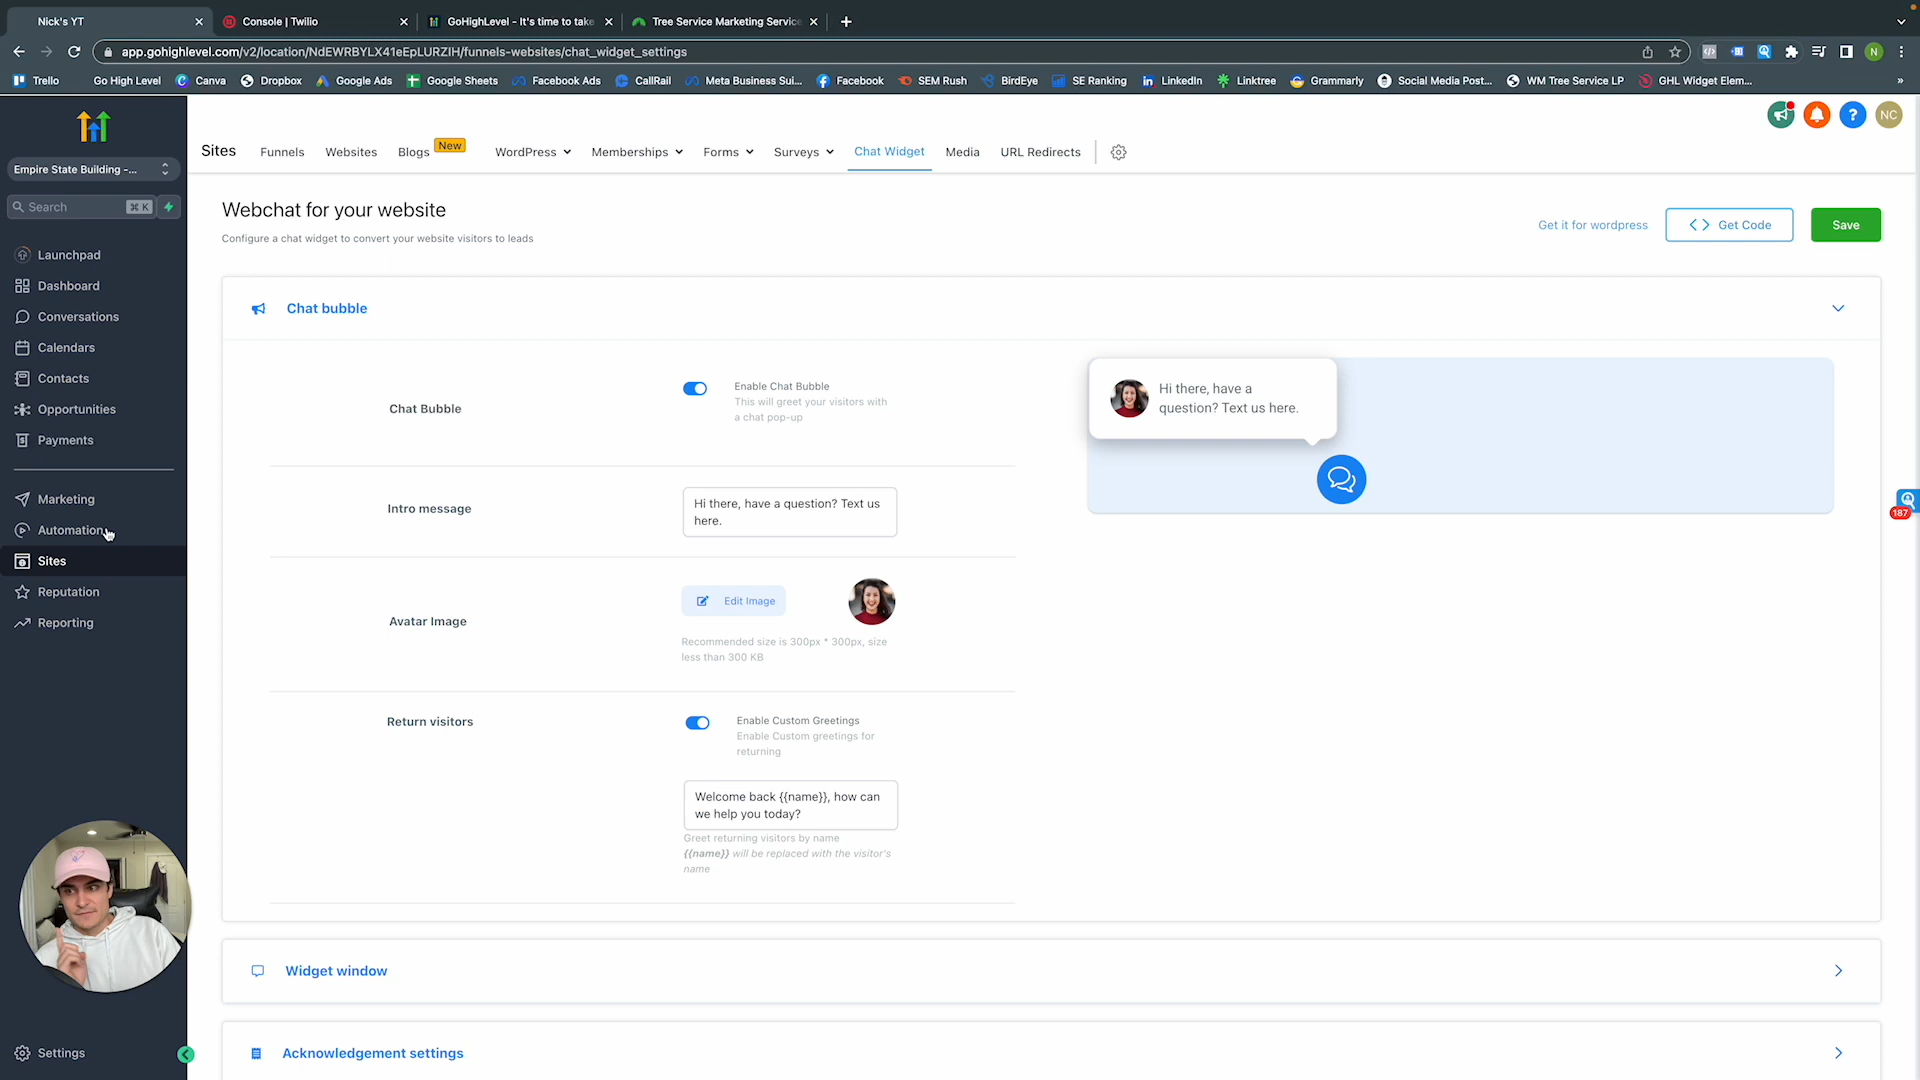 Nick's YT
Console | Twilio
GoHighLevel - It's time to take
Tree Service Marketing Service
app.gohighlevel.com/v2/location/NdEWRBYLX41eEpLURZIH/funnels-websites/chat_widget_settings
N
Trello
Go High Level
Canva
Dropbox
Google Ads
Google Sheets
Facebook Ads
CallRail
Meta Business Sui...
Facebook
SEM Rush
BirdEye
SE Ranking
LinkedIn
Linktree
Grammarly
Social Media Post...
WM Tree Service LP
GHL Widget Elem...
»
NC
Empire State Building -...
Search ⌘ K
Launchpad
Dashboard
Conversations
Calendars
Contacts
Opportunities
Payments
Marketing
Automation
Sites
Reputation
Reporting
Settings
Sites
Funnels
Websites
Blogs New
WordPress
Memberships
Forms
Surveys
Chat Widget
Media
URL Redirects
Webchat for your website
Configure a chat widget to convert your website visitors to leads
Get it for wordpress
Get Code
Save
Chat bubble
Chat Bubble
Enable Chat Bubble
This will greet your visitors with
a chat pop-up
Intro message
Hi there, have a question? Text us
here.
Avatar Image
Edit Image
Recommended size is 300px * 300px, size
less than 300 KB
Return visitors
Enable Custom Greetings
Enable Custom greetings for
returning
Welcome back {{name}}, how can
we help you today?
Greet returning visitors by name
{{name}} will be replaced with the visitor's
name
Hi there, have a
question? Text us here.
187
Widget window
Acknowledgement settings